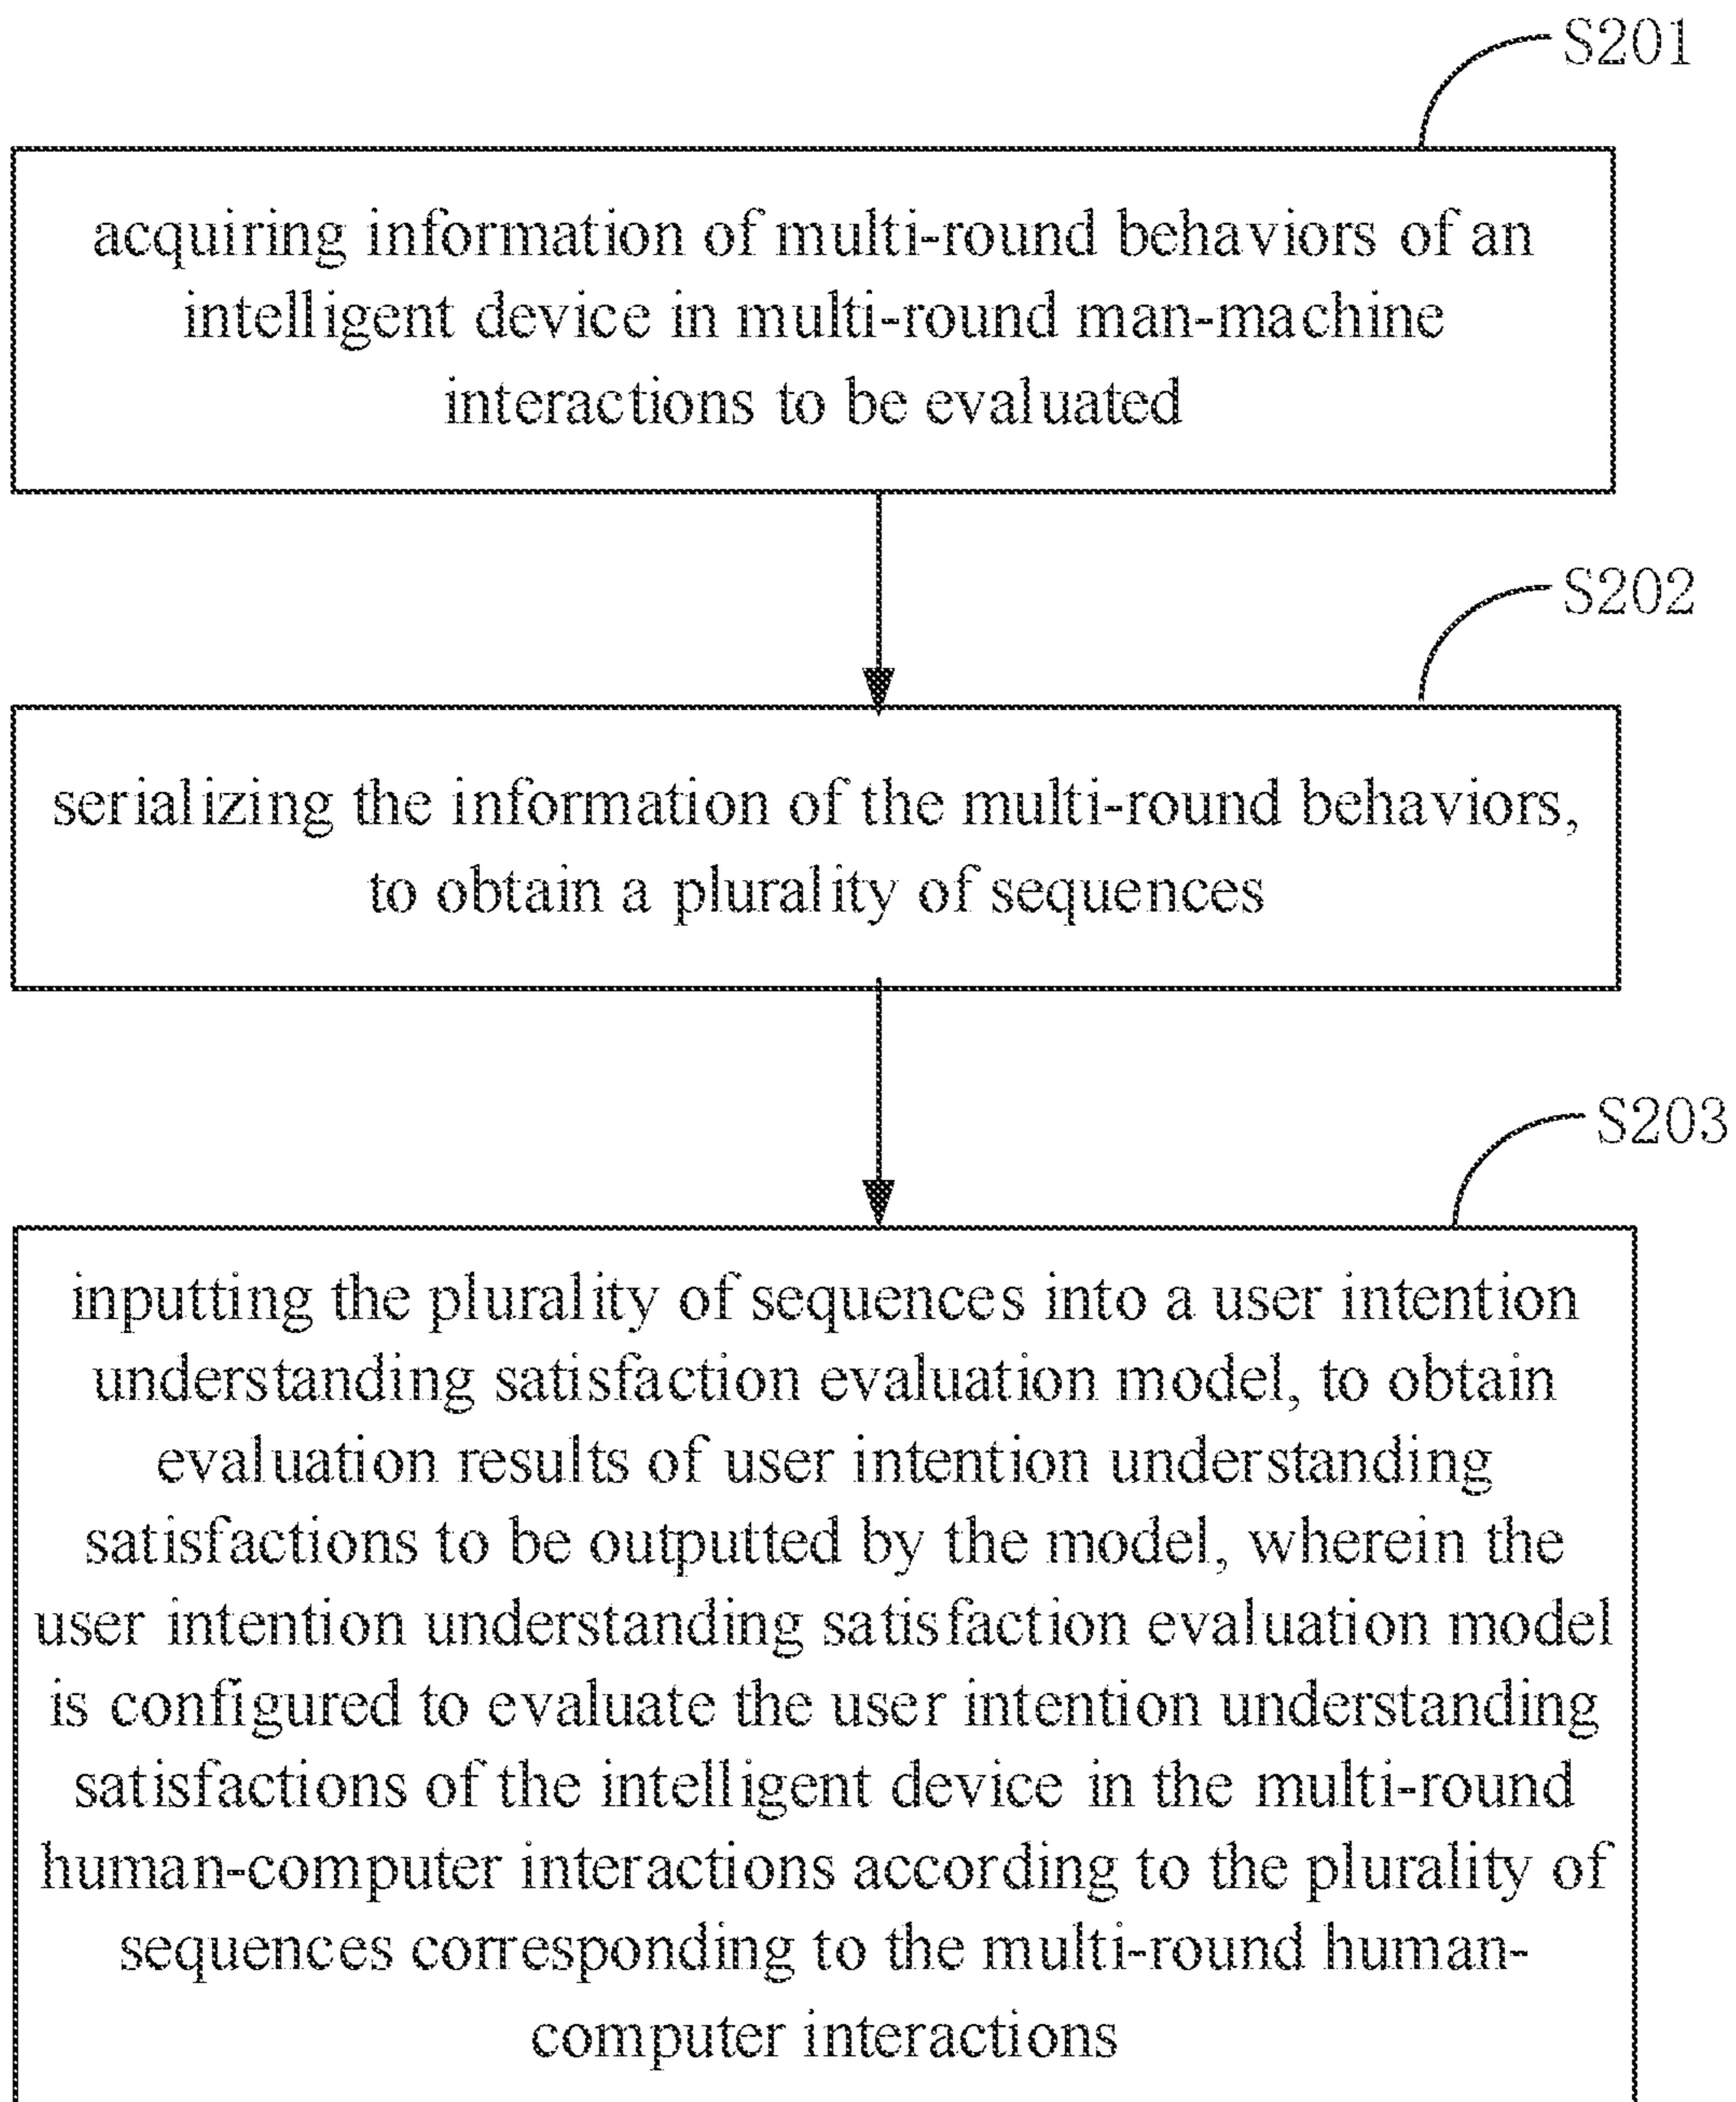 S201
acquiring information of multi-round behaviors of an
intelligent device in multi-round man-machine
interactions to be evaluated
S202
serializing the information of the multi-round behaviors,
to obtain a plurality of sequences
S203
inputting the plurality of sequences into a user intention
understanding satisfaction evaluation model, to obtain
evaluation results of user intention understanding
satisfactions to be outputted by the model, wherein the
user intention understanding satisfaction evaluation model
is configured to evaluate the user intention understanding
satisfactions of the intelligent device in the multi-round
human-computer interactions according to the plurality of
sequences corresponding to the multi-round human-
computer interactions